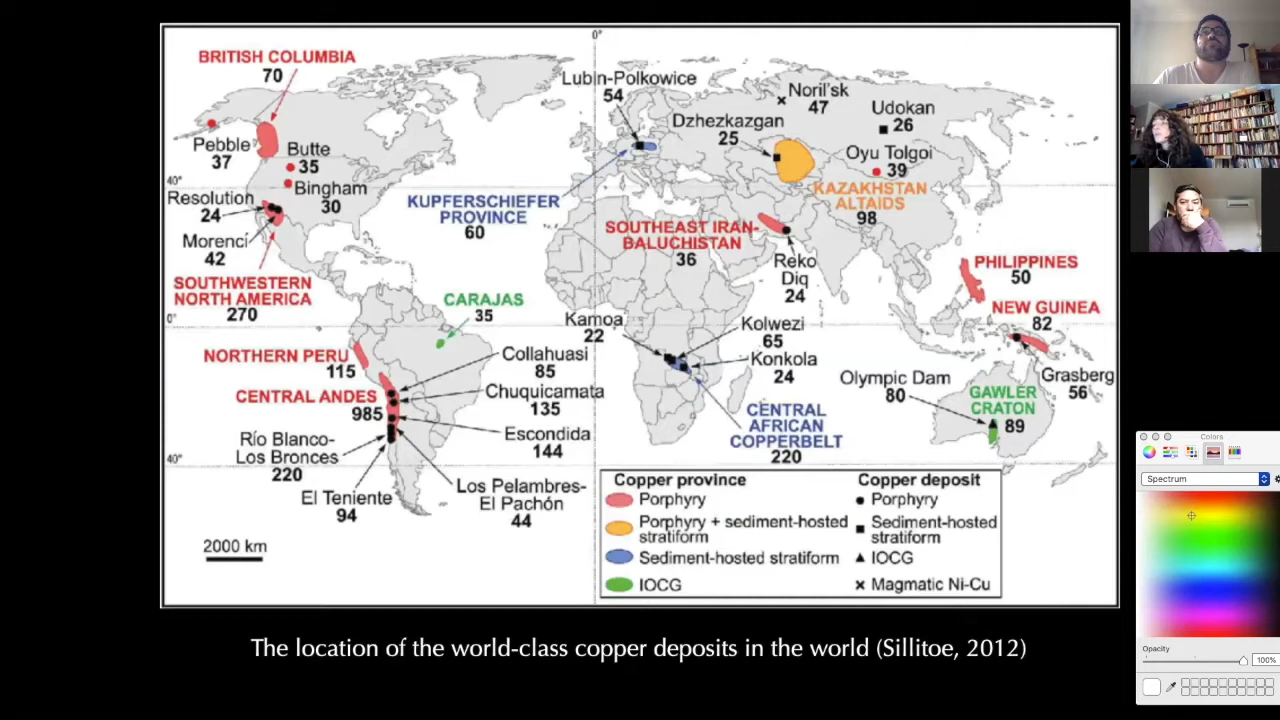 0°
BRITISH COLUMBIA
70
Lubin-Polkowice
54
Noril'sk
47
Udokan
26
Dzhezkazgan
25
Pebble
37
Butte
35
Oyu Tolgoi
39
40°
Bingham
30
Resolution
24
KUPFERSCHIEFER
PROVINCE
60
KAZAKHSTAN
ALTAIDS
98
Morenci
42
SOUTHEAST IRAN-
BALUCHISTAN
36
Reko
Diq
24
PHILIPPINES
50
SOUTHWESTERN
NORTH AMERICA
270
CARAJAS
35
NEW GUINEA
82
0°
Kamoa
22
Kolwezi
65
NORTHERN PERU
115
Collahuasi
85
Konkola
24
Grasberg
56
CENTRAL ANDES
985
Chuquicamata
135
Olympic Dam
80
GAWLER
CRATON
89
CENTRAL
AFRICAN
COPPERBELT
220
Río Blanco-
Los Bronces
220
Escondida
144
40°
El Teniente
94
Los Pelambres-
El Pachón
44
2000 km
Copper province
Porphyry
Porphyry + sediment-hosted
stratiform
Sediment-hosted stratiform
IOCG
Copper deposit
Porphyry
Sediment-hosted
stratiform
IOCG
Magmatic Ni-Cu
The location of the world-class copper deposits in the world (Sillitoe, 2012)
Colors
Spectrum
Opacity
100%